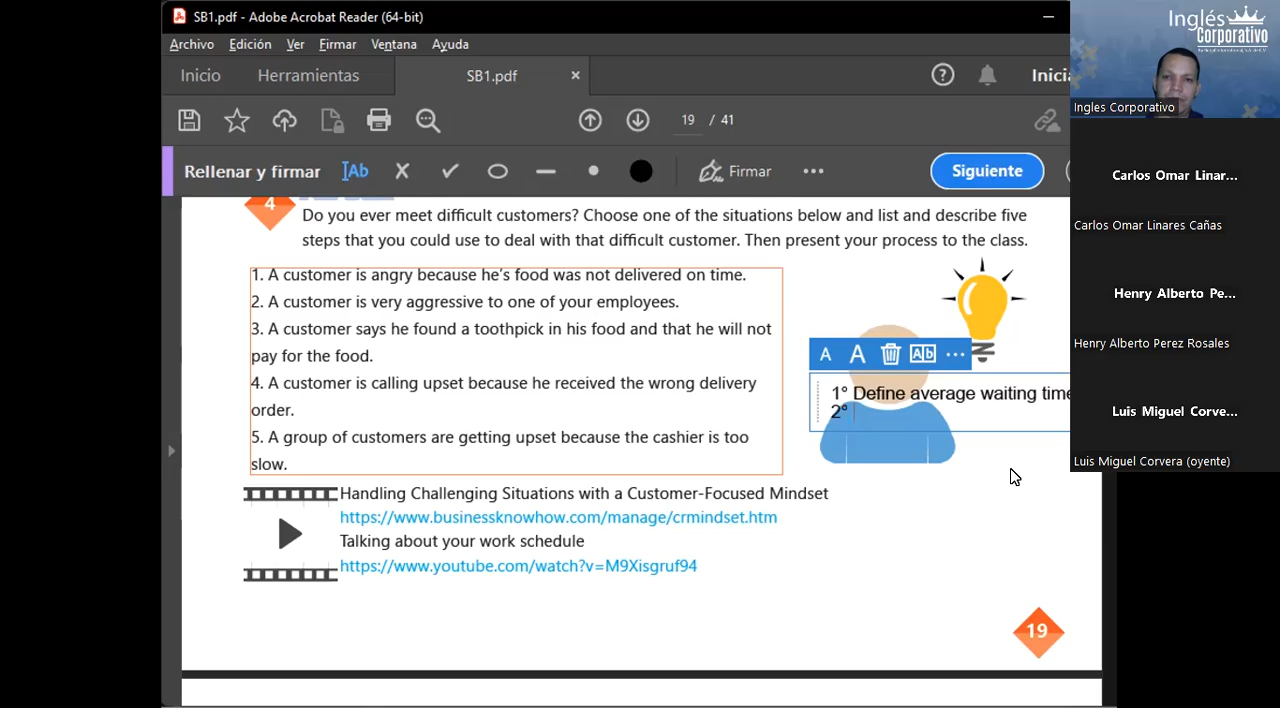 SB1.pdf - Adobe Acrobat Reader (64-bit)
Archivo Edición Ver Firmar Ventana Ayuda
Inicio Herramientas SB1.pdf × ? Inicia
19 / 41
Rellenar y firmar Ab Firmar Siguiente
4
Do you ever meet difficult customers? Choose one of the situations below and list and describe five
steps that you could use to deal with that difficult customer. Then present your process to the class.
1. A customer is angry because he's food was not delivered on time.
2. A customer is very aggressive to one of your employees.
3. A customer says he found a toothpick in his food and that he will not
pay for the food.
4. A customer is calling upset because he received the wrong delivery
order.
5. A group of customers are getting upset because the cashier is too
slow.
A A Ab
1° Define average waiting time
2°
Handling Challenging Situations with a Customer-Focused Mindset
https://www.businessknowhow.com/manage/crmindset.htm
Talking about your work schedule
https://www.youtube.com/watch?v=M9Xisgruf94
19
Inglés
Corporativo
Ingles Corporativo
Carlos Omar Linar...
Carlos Omar Linares Cañas
Henry Alberto Pe...
Henry Alberto Perez Rosales
Luis Miguel Corve...
Luis Miguel Corvera (oyente)